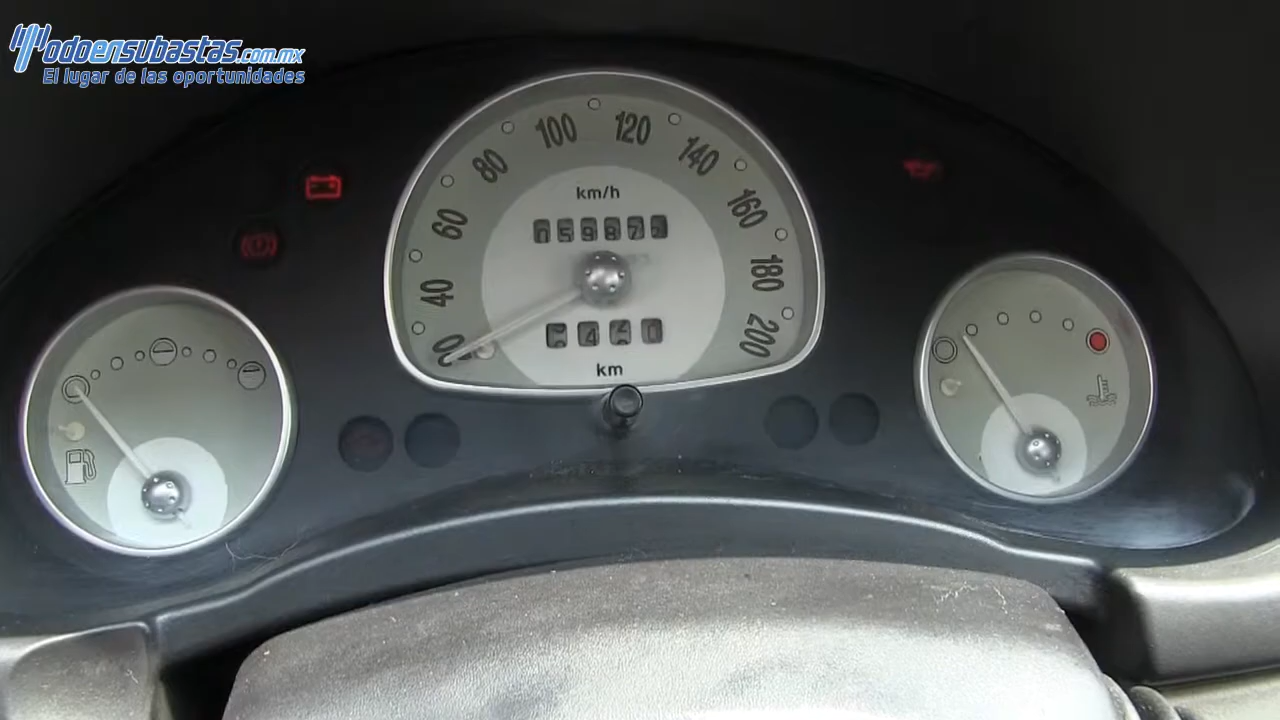 Todoensubastas.com.mx
El lugar de las oportunidades
100 120
80 140
60 160
40 180
200
km/h
km